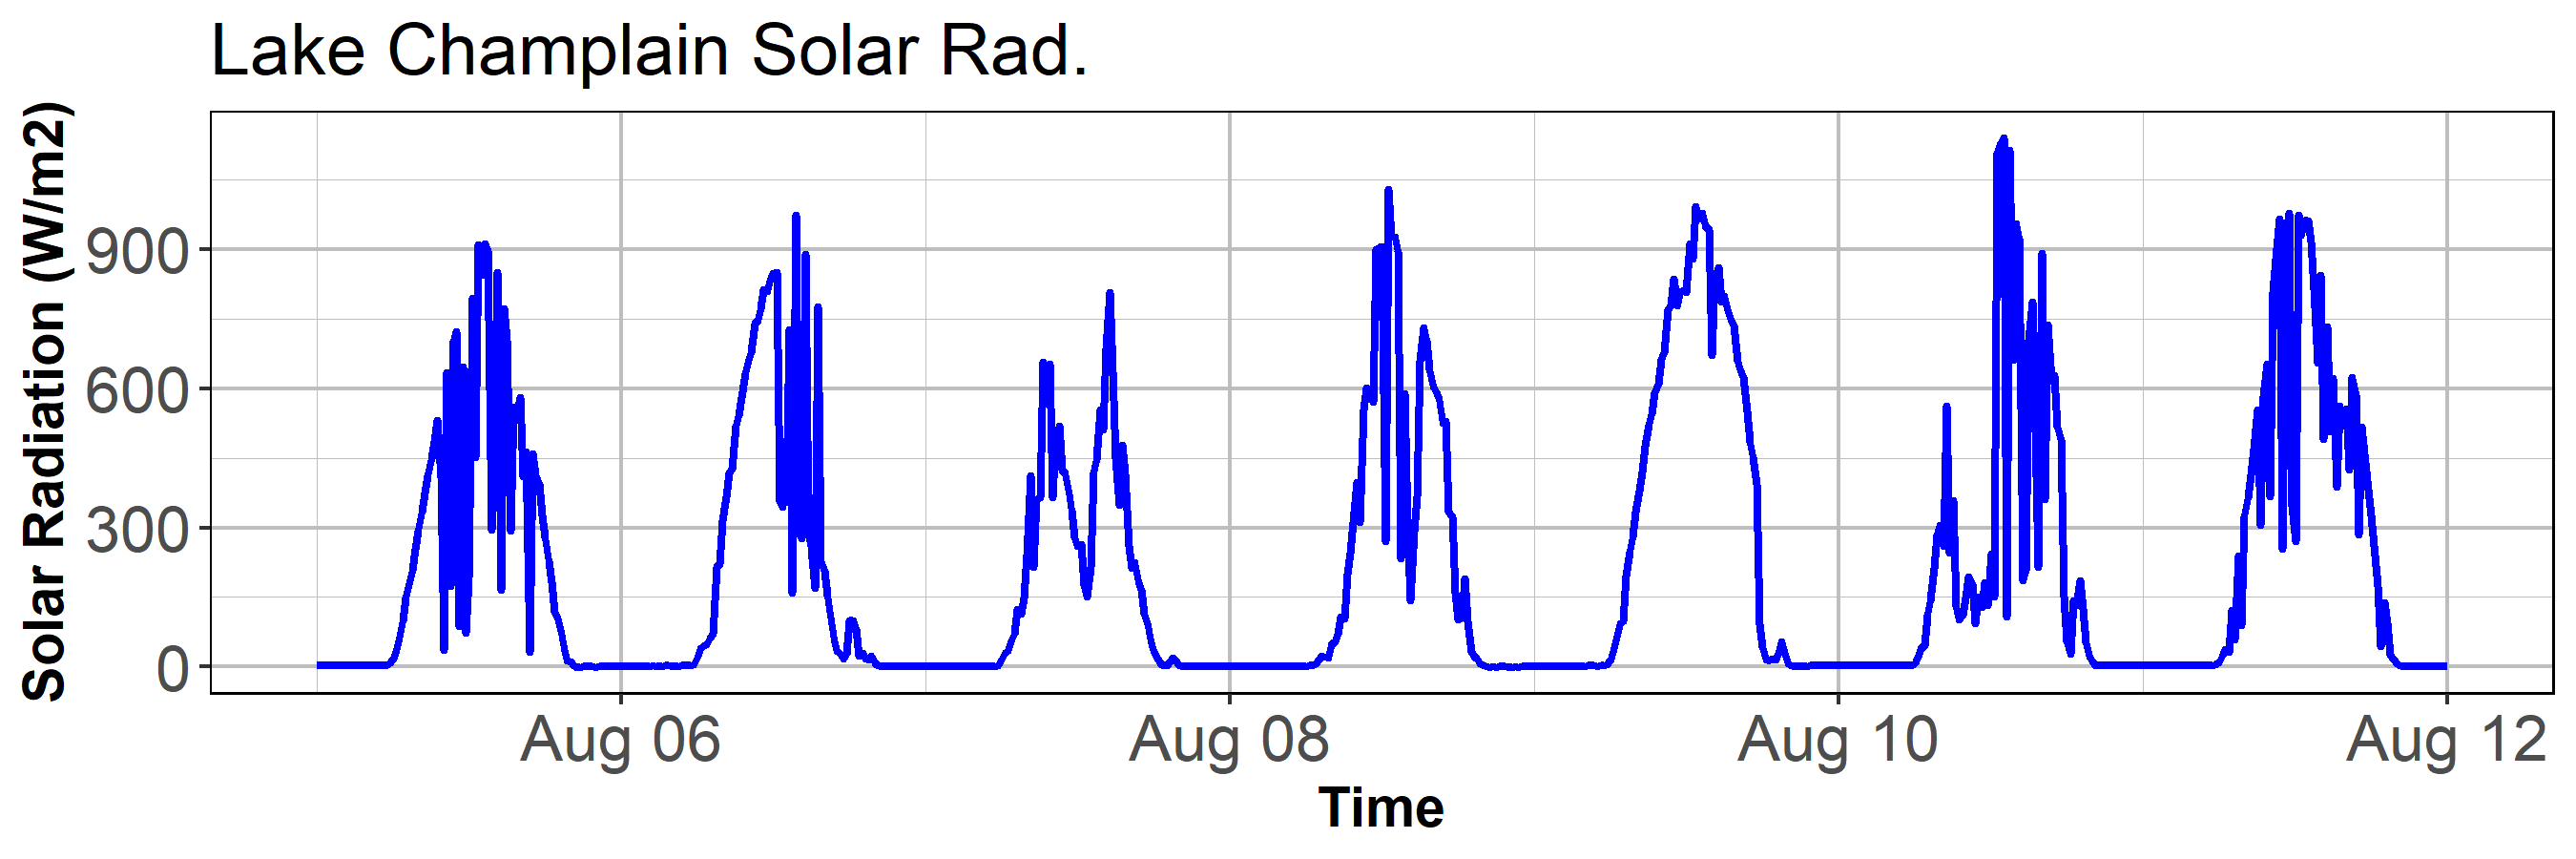 Lake Champlain Solar Rad.
Solar Radiation (W/m2)
900
600
300
0
Aug 06 Aug 08 Aug 10 Aug 12
Time